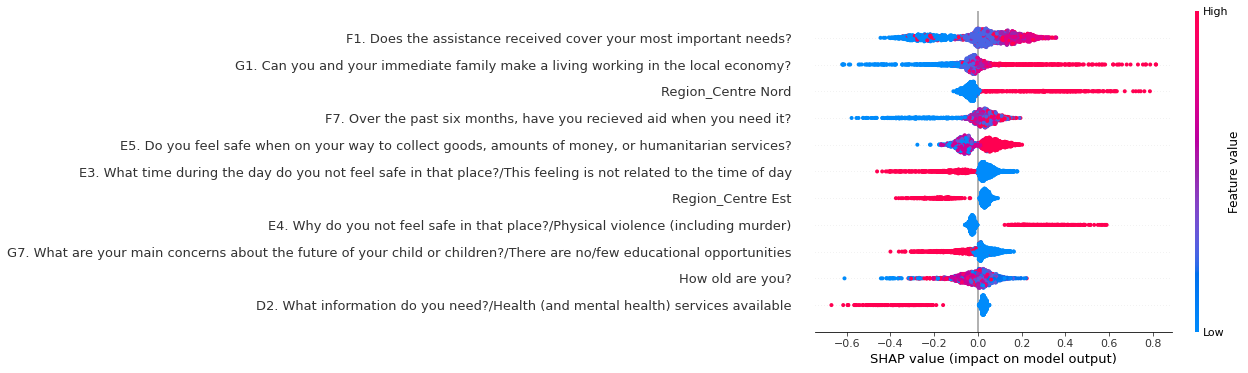 High
F1. Does the assistance received cover your most important needs?
G1. Can you and your immediate family make a living working in the local economy?
Region_Centre Nord
F7. Over the past six months, have you recieved aid when you need it?
E5. Do you feel safe when on your way to collect goods, amounts of money, or humanitarian services?
E3. What time during the day do you not feel safe in that place?/This feeling is not related to the time of day
Region_Centre Est
E4. Why do you not feel safe in that place?/Physical violence (including murder)
G7. What are your main concerns about the future of your child or children?/There are no/few educational opportunities
How old are you?
D2. What information do you need?/Health (and mental health) services available
Feature value
Low
−0.6 −0.4 −0.2 0.0 0.2 0.4 0.6 0.8
SHAP value (impact on model output)